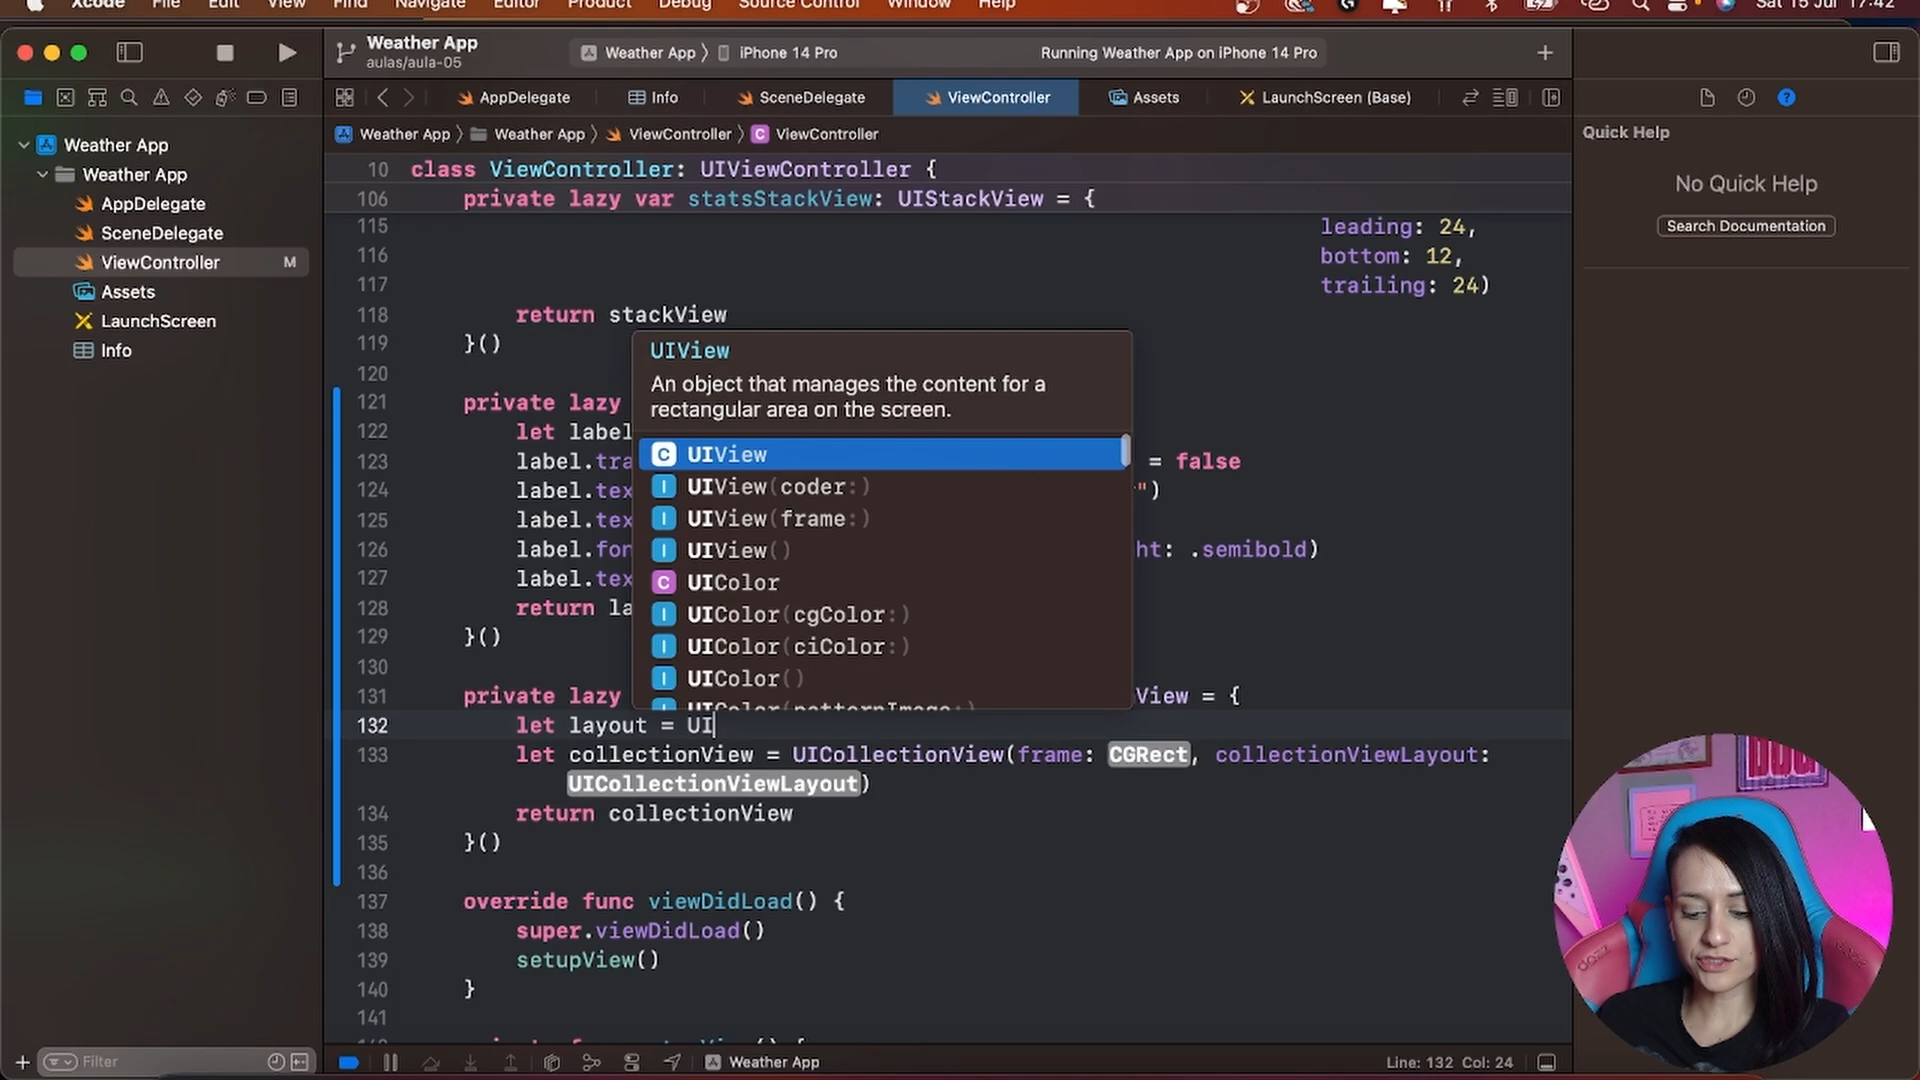 Xcode File Edit View Find Navigate Editor Product Debug Source Control Window Help Sat 15 Jul 17:42
Weather App
aulas/aula-05
Weather App 〉 iPhone 14 Pro
Running Weather App on iPhone 14 Pro
AppDelegate Info SceneDelegate ViewController Assets LaunchScreen (Base)
Weather App 〉 Weather App 〉 ViewController 〉 C ViewController
Weather App
Weather App
AppDelegate
SceneDelegate
ViewController M
Assets
LaunchScreen
Info
Filter
10 class ViewController: UIViewController {
106 private lazy var statsStackView: UIStackView = {
115 leading: 24,
116 bottom: 12,
117 trailing: 24)
118 return stackView
119 }()
120
121 private lazy
122 let label
123 label.tra = false
124 label.tex ")
125 label.tex
126 label.fon ht: .semibold)
127 label.tex
128 return la
129 }()
130
131 private lazy View = {
132 let layout = UI
133 let collectionView = UICollectionView(frame: CGRect, collectionViewLayout:
UICollectionViewLayout)
134 return collectionView
135 }()
136
137 override func viewDidLoad() {
138 super.viewDidLoad()
139 setupView()
140 }
141
UIView
An object that manages the content for a
rectangular area on the screen.
C UIView
I UIView(coder:)
I UIView(frame:)
I UIView()
C UIColor
I UIColor(cgColor:)
I UIColor(ciColor:)
I UIColor()
I UIColor(patternImage:)
Quick Help
No Quick Help
Search Documentation
Weather App
Line: 132 Col: 24